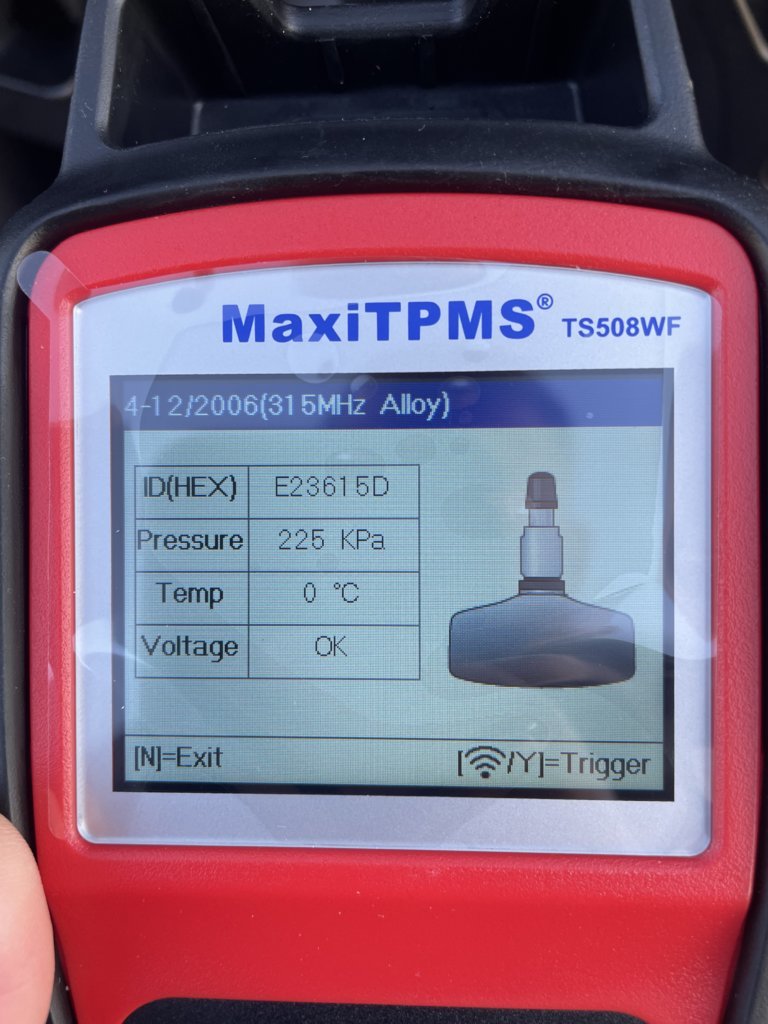 MaxiTPMS® TS508WF
4-12/2006(315MHz Alloy)
ID(HEX) E23615D
Pressure 225 KPa
Temp 0 °C
Voltage OK
[N]=Exit [/Y]=Trigger